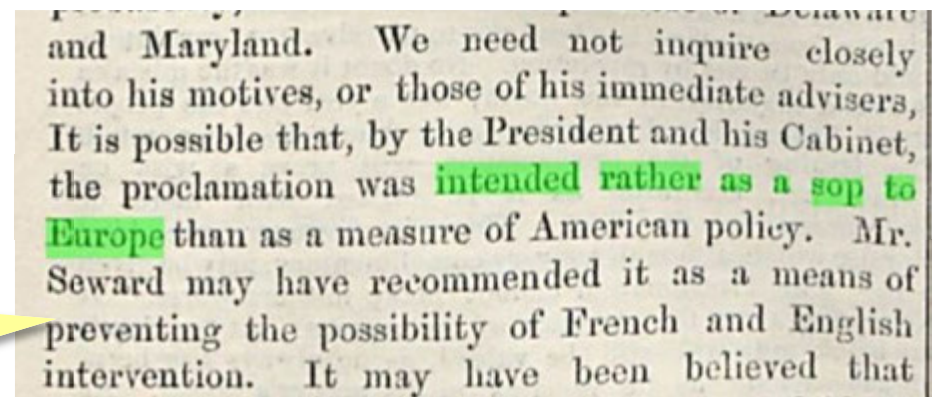 and Maryland. We need not inquire closely
into his motives, or those of his immediate advisers,
It is possible that, by the President and his Cabinet,
the proclamation was intended rather as a sop to
Europe than as a measure of American policy. Mr.
Seward may have recommended it as a means of
preventing the possibility of French and English
intervention. It may have been believed that